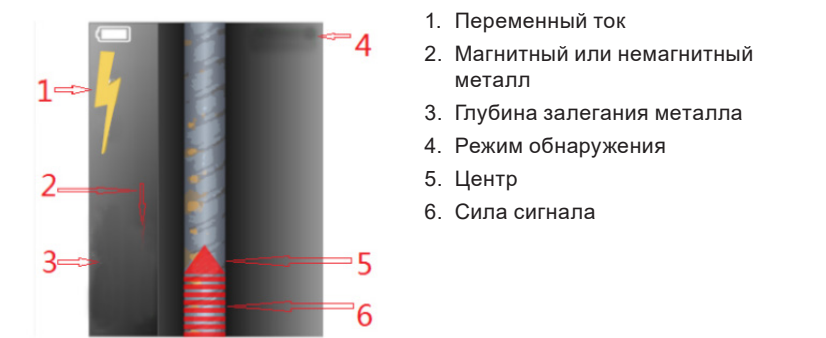 1
2
3
4
5
6
1. Переменный ток
2. Магнитный или немагнитный
металл
3. Глубина залегания металла
4. Режим обнаружения
5. Центр
6. Сила сигнала